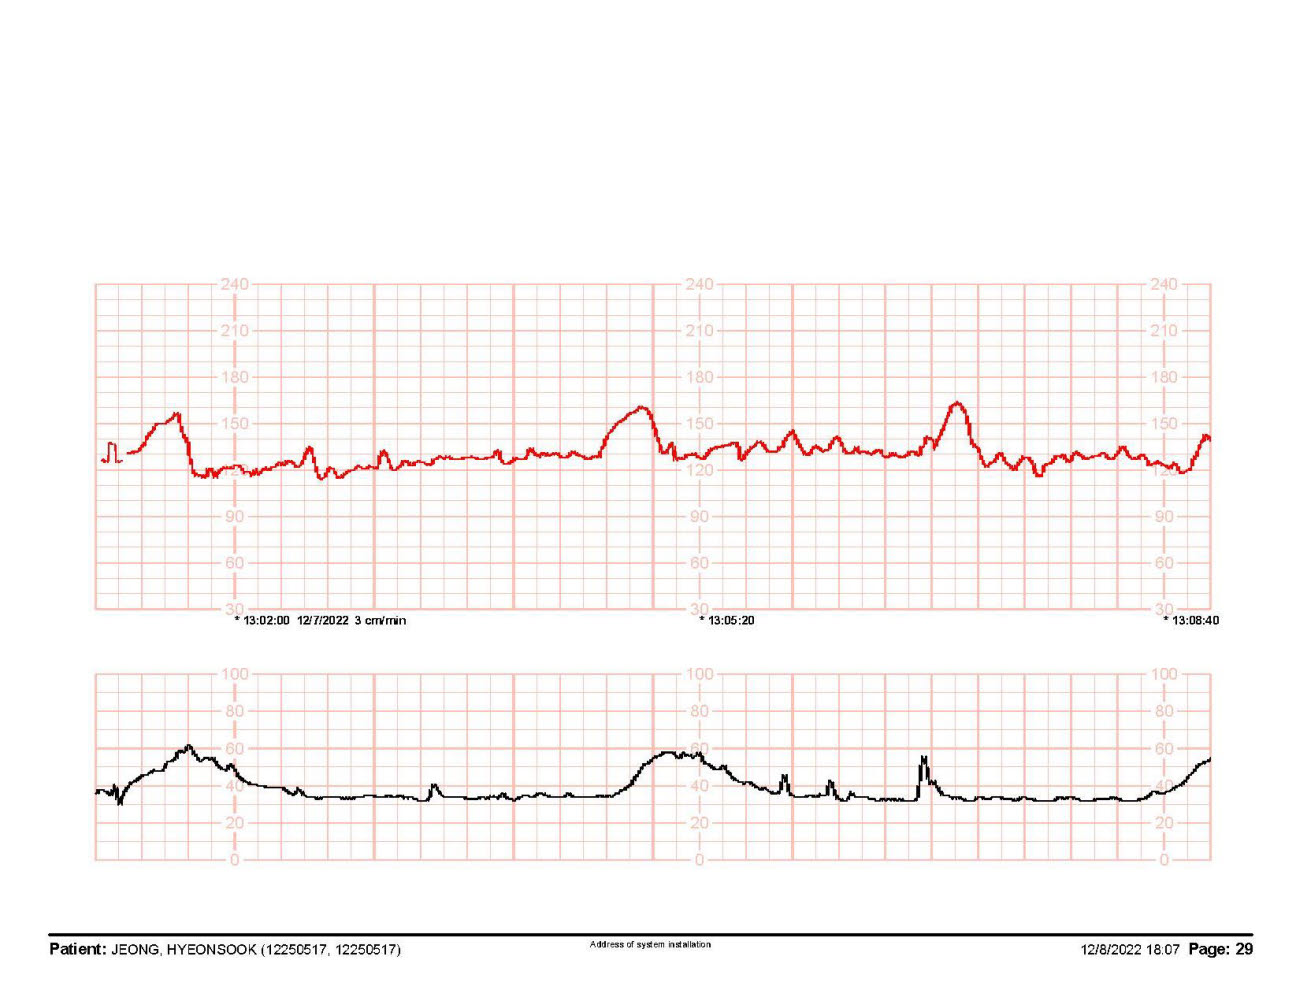 240 240 240
210 210 210
180 180 180
150 150 150
120 120 120
90 90 90
60 60 60
30 30 30
* 13:02:00 12/7/2022 3 cm/min * 13:05:20 * 13:08:40
100 100 100
80 80 80
60 60 60
40 40 40
20 20 20
0 0 0
Patient: JEONG, HYEONSOOK (12250517, 12250517) Address of system installation 12/8/2022 18:07 Page: 29